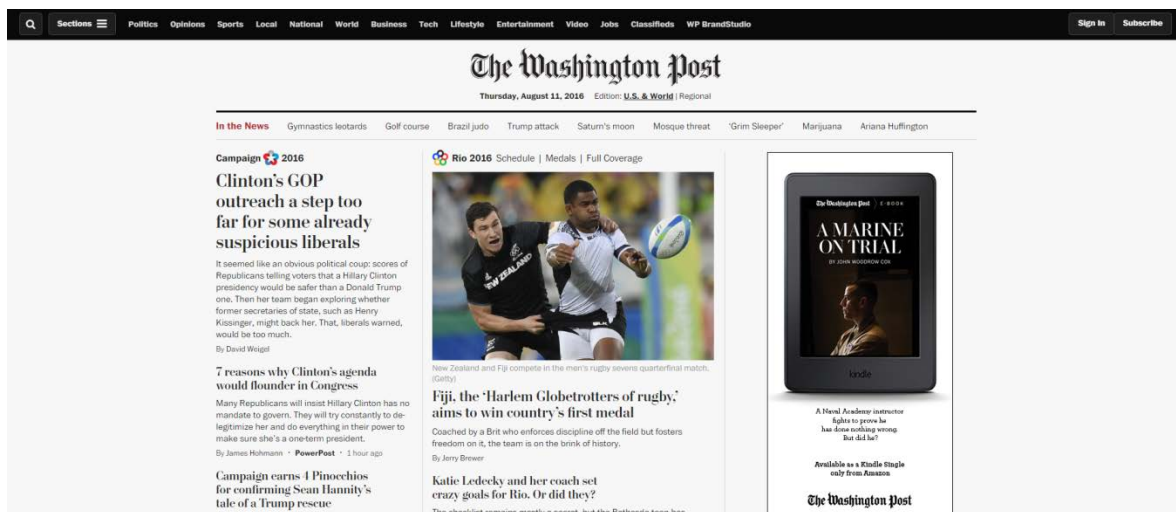 Sections
Politics Opinions Sports Local National World Business Tech Lifestyle Entertainment Video Jobs Classifieds WP BrandStudio
Sign In Subscribe
The Washington Post
Thursday, August 11, 2016 Edition: U.S. & World | Regional
In the News Gymnastics leotards Golf course Brazil judo Trump attack Saturn's moon Mosque threat 'Grim Sleeper' Marijuana Ariana Huffington
Campaign 2016
Clinton's GOP
outreach a step too
far for some already
suspicious liberals
It seemed like an obvious political coup: scores of
Republicans telling voters that a Hillary Clinton
presidency would be safer than a Donald Trump
one. Then her team began exploring whether
former secretaries of state, such as Henry
Kissinger, might back her. That, liberals warned,
would be too much.
By David Weigel
7 reasons why Clinton's agenda
would flounder in Congress
Many Republicans will insist Hillary Clinton has no
mandate to govern. They will try constantly to de-
legitimize her and do everything in their power to
make sure she's a one-term president.
By James Hohmann • PowerPost • 1 hour ago
Campaign earns 4 Pinocchios
for confirming Sean Hannity's
tale of a Trump rescue
Rio 2016 Schedule | Medals | Full Coverage
NEW ZEALAND
New Zealand and Fiji compete in the men's rugby sevens quarterfinal match.
(Getty)
Fiji, the 'Harlem Globetrotters of rugby,'
aims to win country's first medal
Coached by a Brit who enforces discipline off the field but fosters
freedom on it, the team is on the brink of history.
By Jerry Brewer
Katie Ledecky and her coach set
crazy goals for Rio. Or did they?
The Washington Post E-BOOK
A MARINE
ON TRIAL
BY JOHN WOODROW COX
kindle
A Naval Academy instructor
fights to prove he
has done nothing wrong.
But did he?
Available as a Kindle Single
only from Amazon
The Washington Post